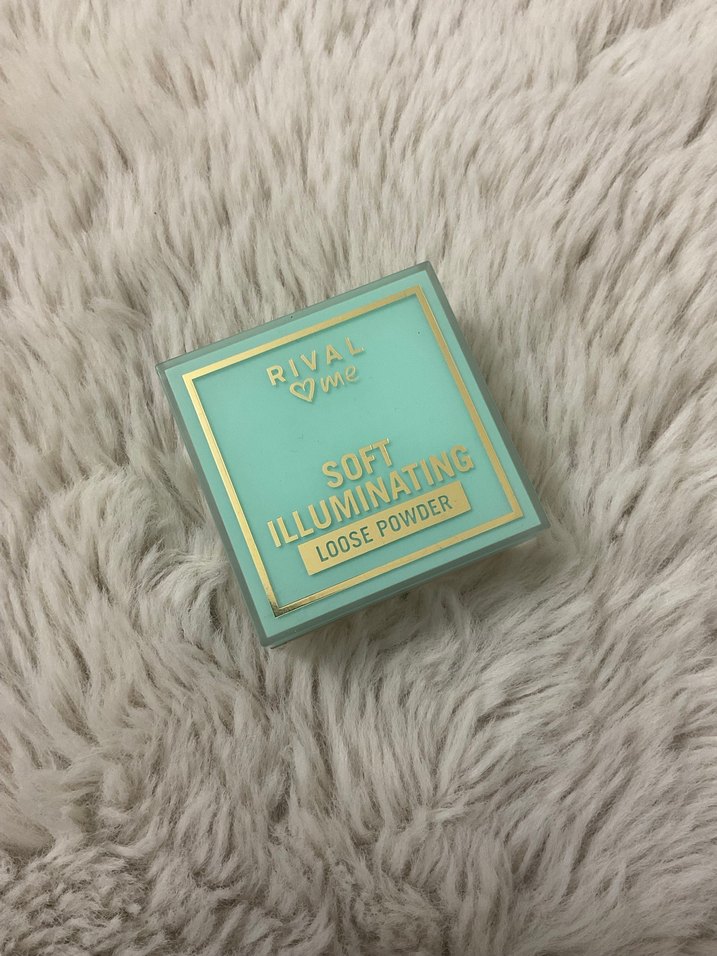 RIVAL
♡me
SOFT
ILLUMINATING
LOOSE POWDER